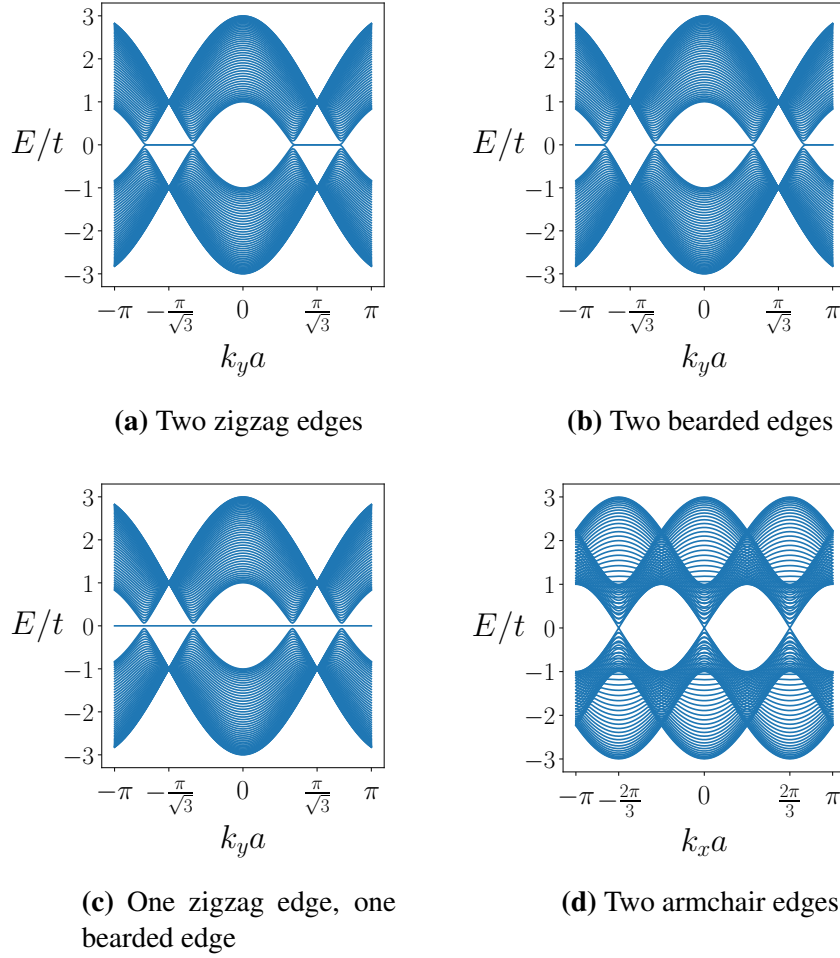 3
2
1
E/t 0
−1
−2
−3
−π −π/√3 0 π/√3 π
k_y a
(a) Two zigzag edges
3
2
1
E/t 0
−1
−2
−3
−π −π/√3 0 π/√3 π
k_y a
(b) Two bearded edges
3
2
1
E/t 0
−1
−2
−3
−π −π/√3 0 π/√3 π
k_y a
(c) One zigzag edge, one
bearded edge
3
2
1
E/t 0
−1
−2
−3
−π −2π/3 0 2π/3 π
k_x a
(d) Two armchair edges